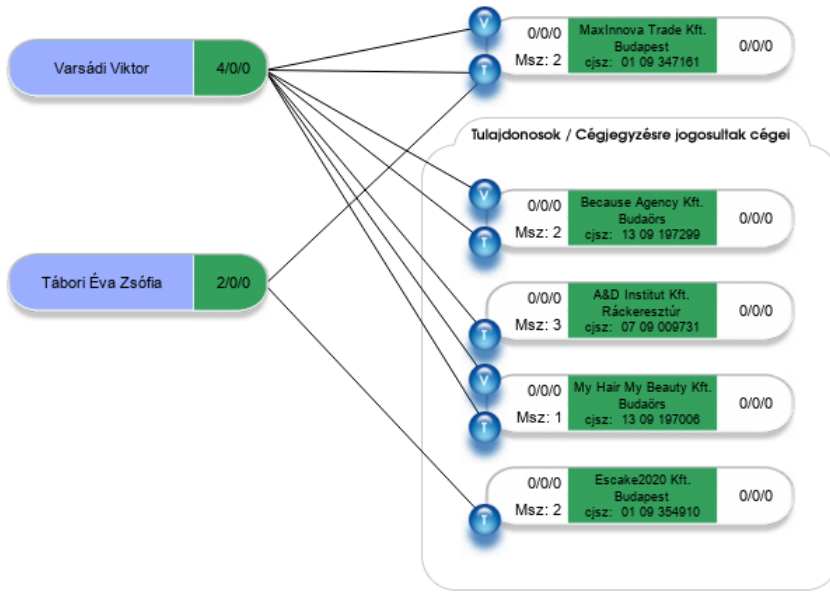 Varsádi Viktor 4/0/0
Tábori Éva Zsófia 2/0/0
V
T
0/0/0
Msz: 2
MaxInnova Trade Kft.
Budapest
cjsz: 01 09 347161
0/0/0
Tulajdonosok / Cégjegyzésre jogosultak cégei
V
T
0/0/0
Msz: 2
Because Agency Kft.
Budaörs
cjsz: 13 09 197299
0/0/0
T
0/0/0
Msz: 3
A&D Institut Kft.
Ráckeresztúr
cjsz: 07 09 009731
0/0/0
V
T
0/0/0
Msz: 1
My Hair My Beauty Kft.
Budaörs
cjsz: 13 09 197006
0/0/0
T
0/0/0
Msz: 2
Escake2020 Kft.
Budapest
cjsz: 01 09 354910
0/0/0